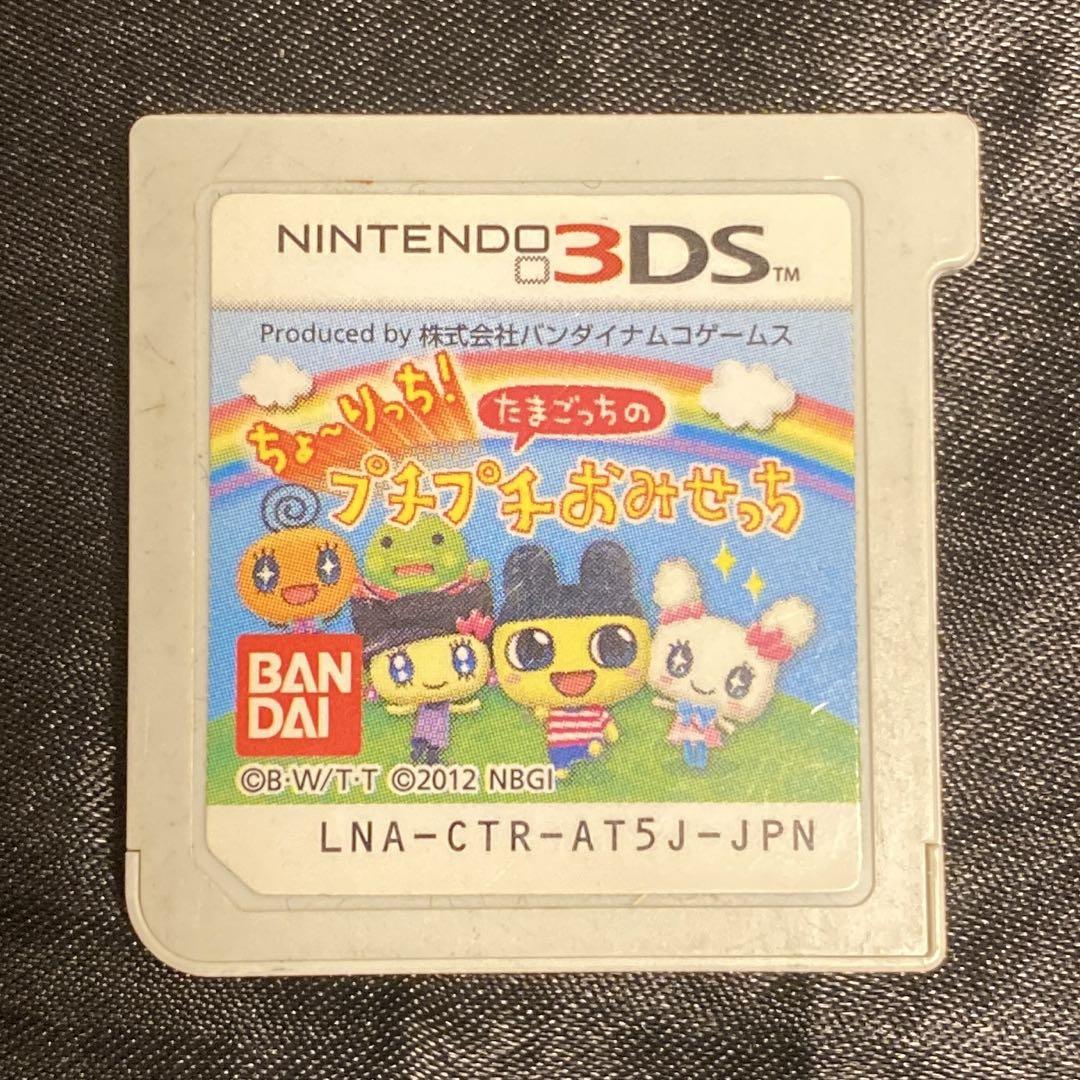 NINTENDO 3DS™
Produced by 株式会社バンダイナムコゲームス
ちょ～りっち!
たまごっちの
プチプチおみせっち
BAN
DAI
©B·W/T·T ©2012 NBGI
LNA-CTR-AT5J-JPN